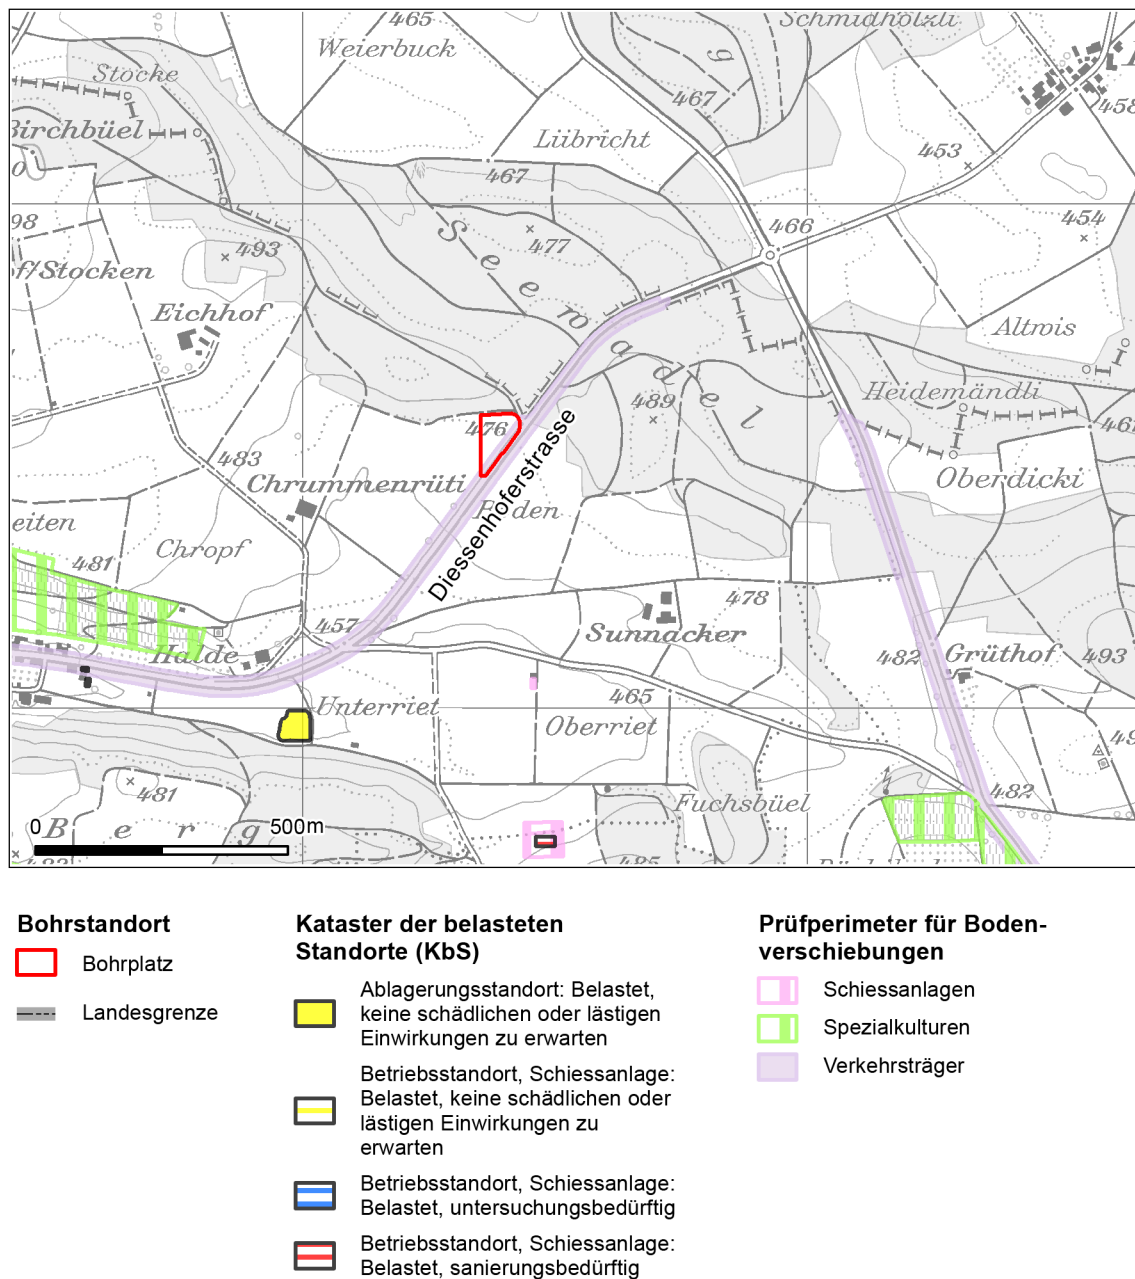 465
Schmidhölzli
Weierbuck
Stöcke
467
458
Birchbüel
Lübricht
453
467
98
493
477
466
454
Seeradel
f/Stocken
Eichhof
Altwis
489
Heidemändli
476
483
Chrummenrüti
Oberdicki
Diessenhoferstrasse
eiten
Chropf
481
457
478
Sunnacker
Halde
482
Grüthof
493
465
Unterriet
Oberriet
481
Fuchsbüel
482
Berg
485
0
500m
Bohrstandort
Bohrplatz
Landesgrenze
Kataster der belasteten
Standorte (KbS)
Ablagerungsstandort: Belastet,
keine schädlichen oder lästigen
Einwirkungen zu erwarten
Betriebsstandort, Schiessanlage:
Belastet, keine schädlichen oder
lästigen Einwirkungen zu
erwarten
Betriebsstandort, Schiessanlage:
Belastet, untersuchungsbedürftig
Betriebsstandort, Schiessanlage:
Belastet, sanierungsbedürftig
Prüfperimeter für Boden-
verschiebungen
Schiessanlagen
Spezialkulturen
Verkehrsträger